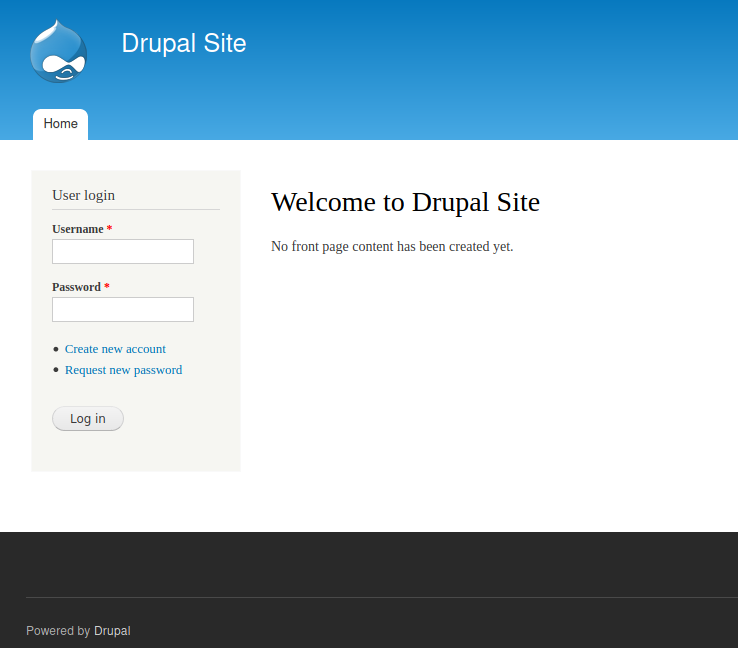 Drupal Site
Home
User login
Username *
Password *
Create new account
Request new password
Log in
Welcome to Drupal Site
No front page content has been created yet.
Powered by Drupal